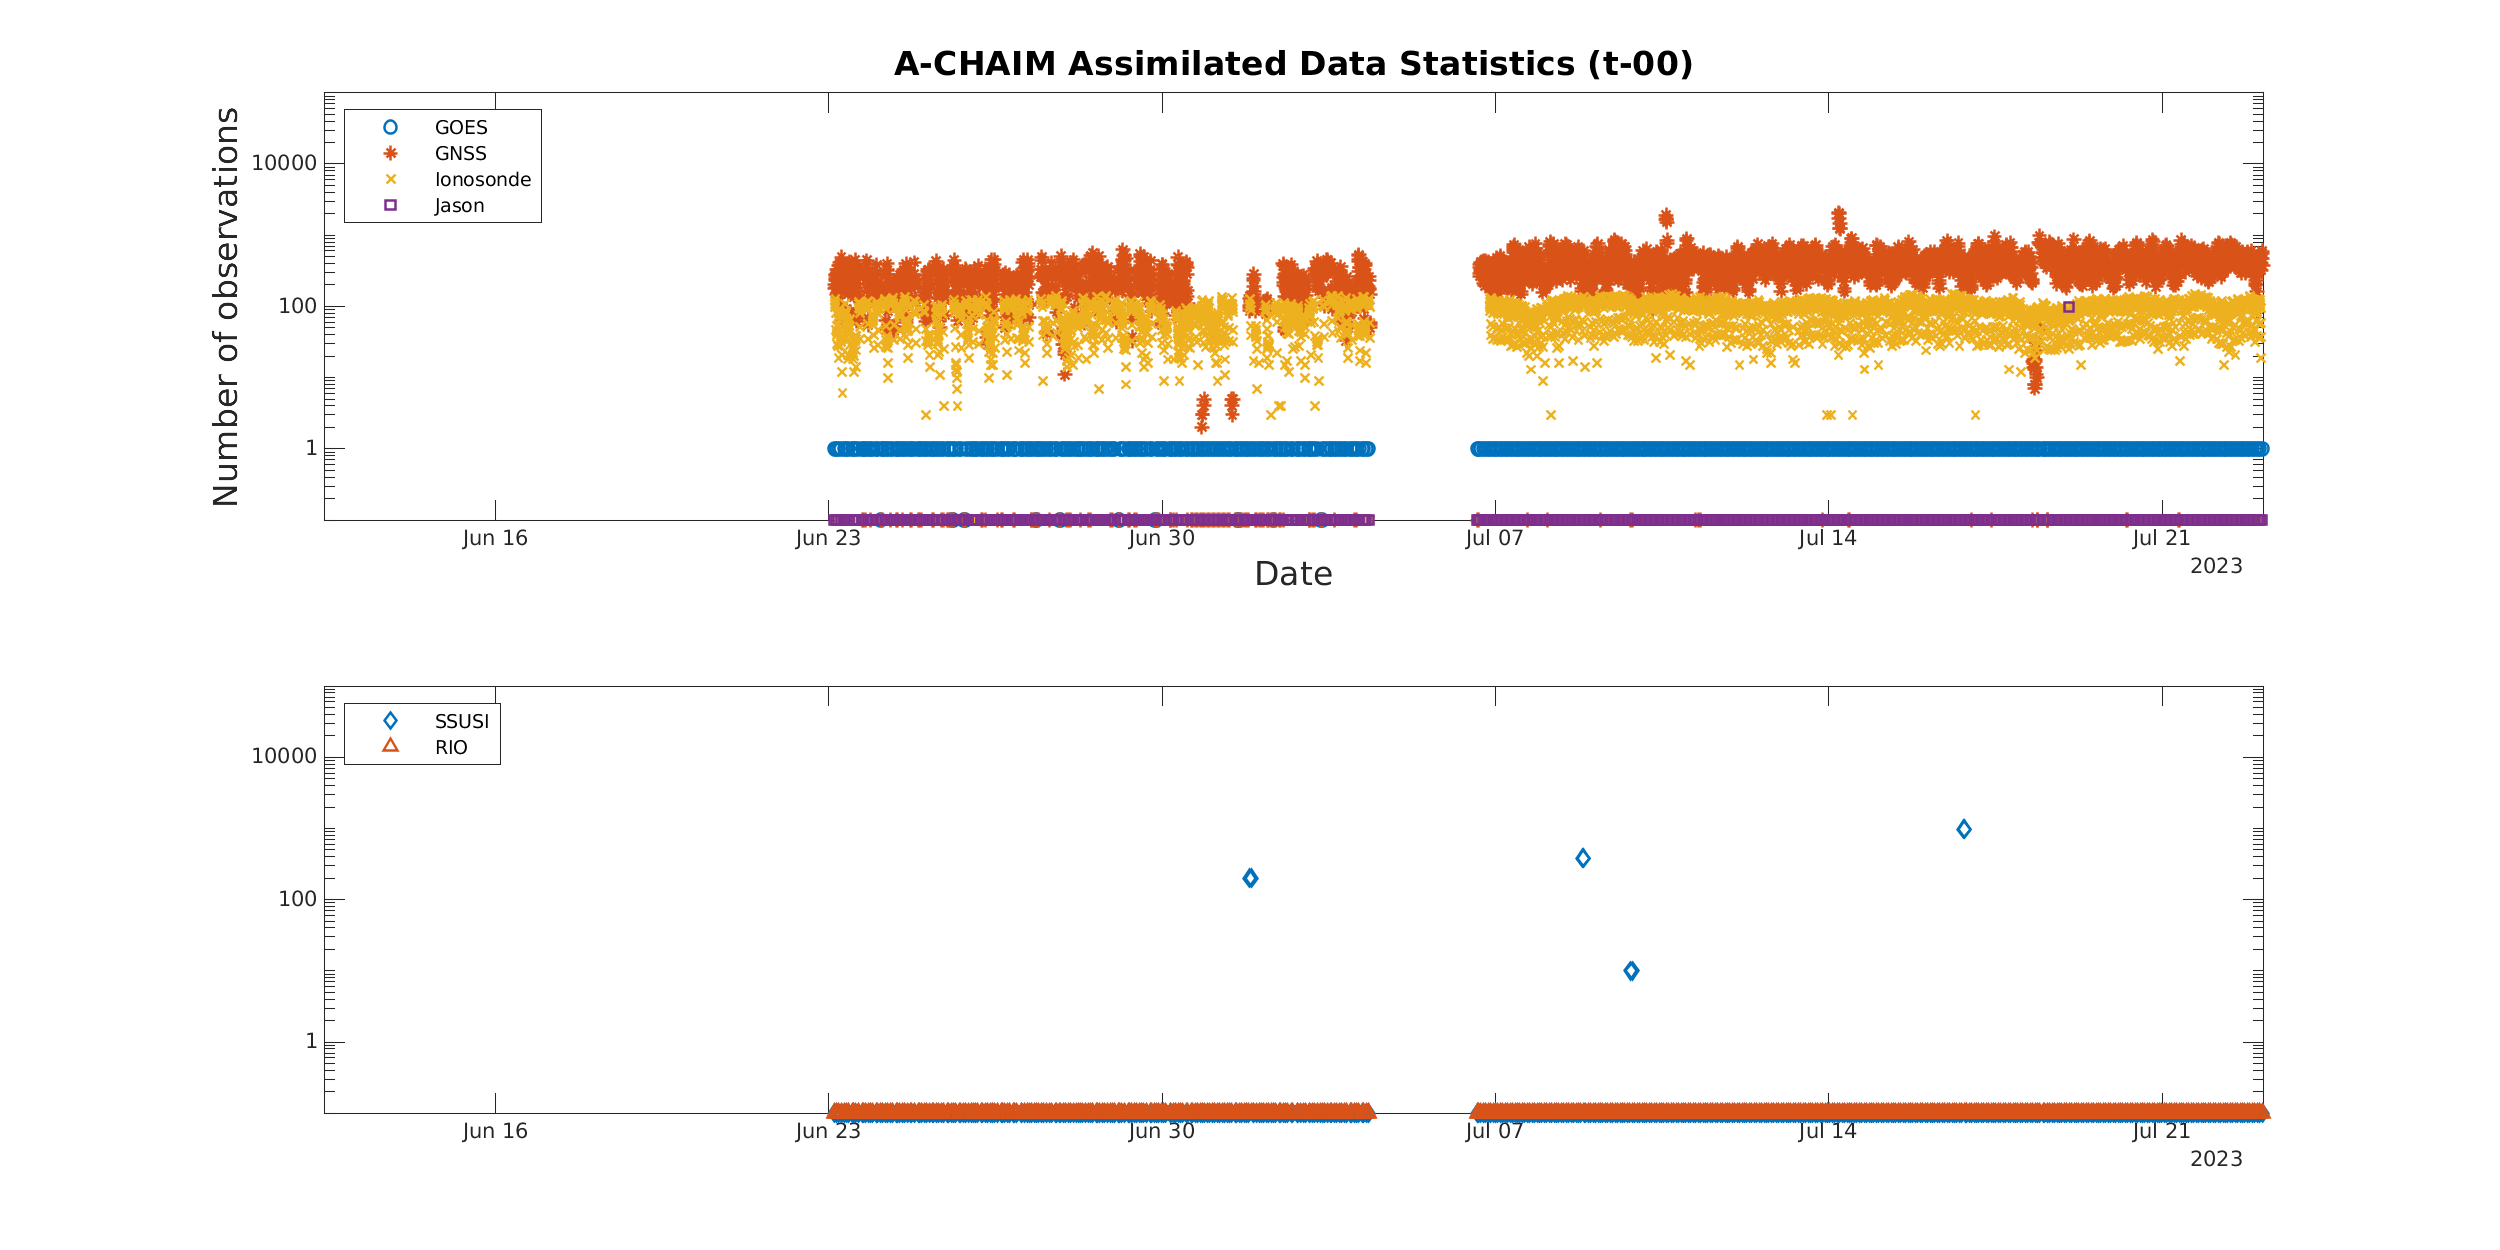 A-CHAIM Assimilated Data Statistics (t-00)
Number of observations
10000
100
1
GOES
GNSS
Ionosonde
Jason
Jun 16
Jun 23
Jun 30
Jul 07
Jul 14
Jul 21
2023
Date
10000
100
1
SSUSI
RIO
Jun 16
Jun 23
Jun 30
Jul 07
Jul 14
Jul 21
2023